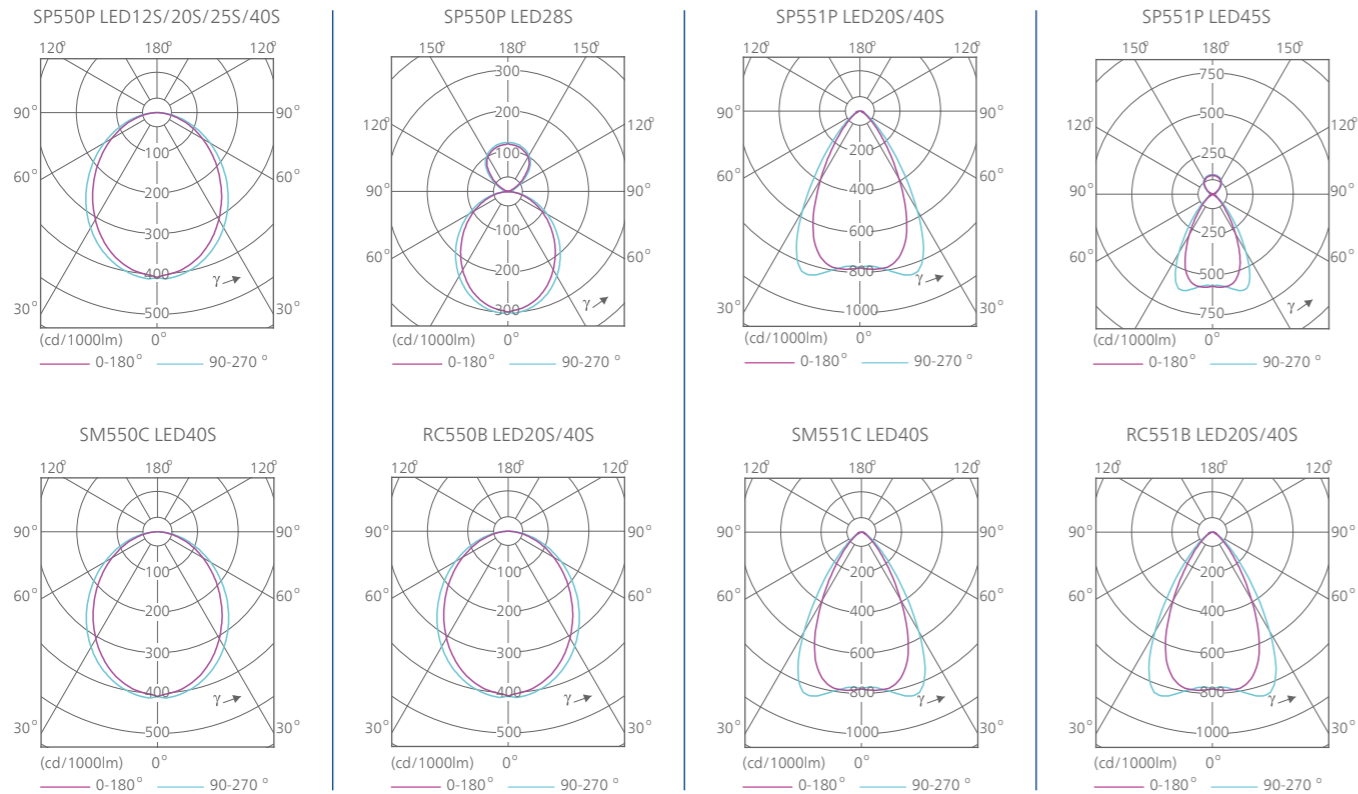 SP550P LED12S/20S/25S/40S
120° 180° 120°
90° 90°
60° 60°
30° 30°
100
200
300
400
500
γ
(cd/1000lm) 0°
0-180° 90-270 °
SP550P LED28S
150° 180° 150°
120° 120°
90° 90°
60° 60°
300
200
100
100
200
300
γ
(cd/1000lm) 0°
0-180° 90-270 °
SP551P LED20S/40S
120° 180° 120°
90° 90°
60° 60°
30° 30°
200
400
600
800
1000
γ
(cd/1000lm) 0°
0-180° 90-270 °
SP551P LED45S
150° 180° 150°
120° 120°
90° 90°
60° 60°
750
500
250
250
500
750
γ
(cd/1000lm) 0°
0-180° 90-270 °
SM550C LED40S
120° 180° 120°
90° 90°
60° 60°
30° 30°
100
200
300
400
500
γ
(cd/1000lm) 0°
0-180° 90-270 °
RC550B LED20S/40S
120° 180° 120°
90° 90°
60° 60°
30° 30°
100
200
300
400
500
γ
(cd/1000lm) 0°
0-180° 90-270 °
SM551C LED40S
120° 180° 120°
90° 90°
60° 60°
30° 30°
200
400
600
800
1000
γ
(cd/1000lm) 0°
0-180° 90-270 °
RC551B LED20S/40S
120° 180° 120°
90° 90°
60° 60°
30° 30°
200
400
600
800
1000
γ
(cd/1000lm) 0°
0-180° 90-270 °